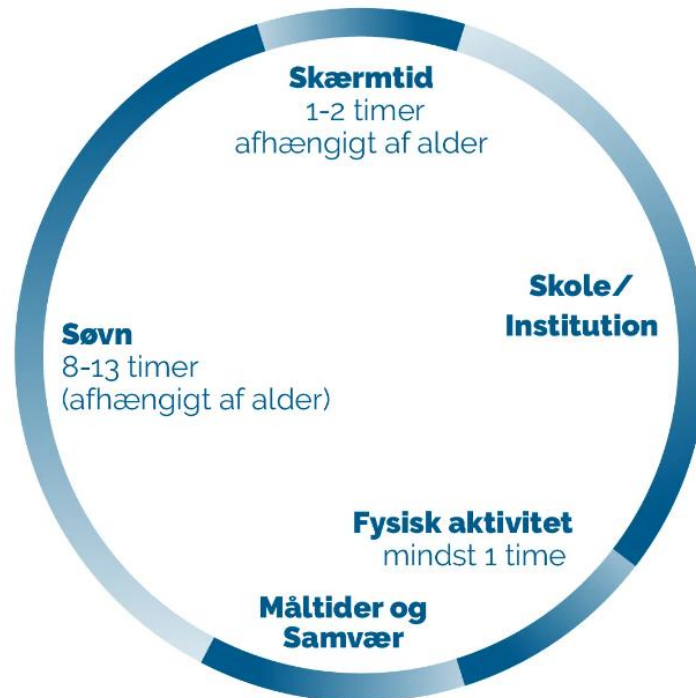 Skærmtid
1-2 timer
afhængigt af alder
Skole/
Institution
Søvn
8-13 timer
(afhængigt af alder)
Fysisk aktivitet
mindst 1 time
Måltider og
Samvær